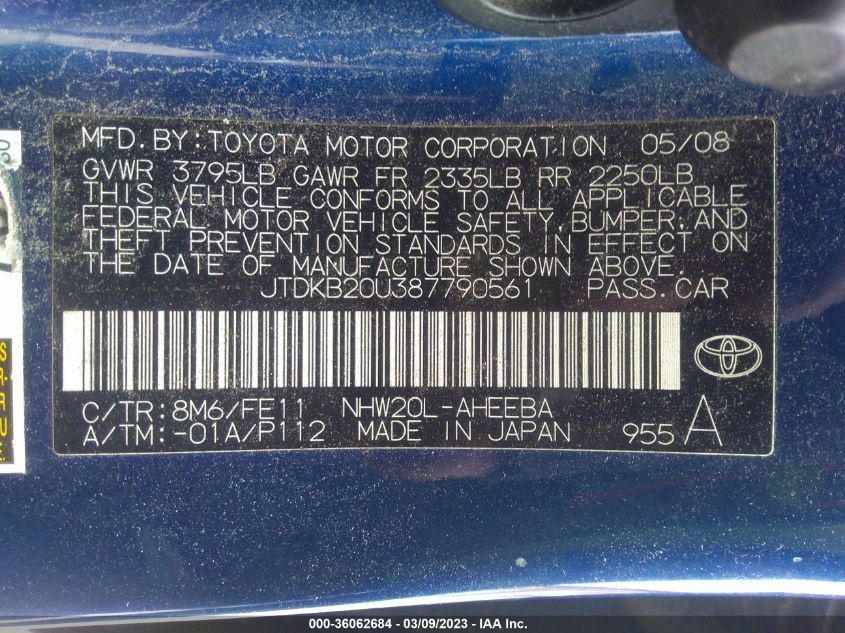 MFD.BY:TOYOTA MOTOR CORPORATION 05/08
GVWR 3795LB GAWR FR 2335LB RR 2250LB
THIS VEHICLE CONFORMS TO ALL APPLICABLE
FEDERAL MOTOR VEHICLE SAFETY,BUMPER,AND
THEFT PREVENTION STANDARDS IN EFFECT ON
THE DATE OF MANUFACTURE SHOWN ABOVE.
JTDKB20U387790561 PASS.CAR
C/TR:8M6/FE11 NHW20L-AHEEBA
A/TM:-01A/P112 MADE IN JAPAN 955 A
000-36062684 - 03/09/2023 - IAA Inc.